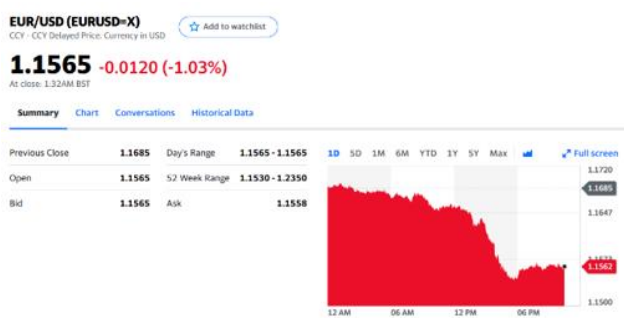 EUR/USD (EURUSD=X)
Add to watchlist
CCY - CCY Delayed Price. Currency in USD
1.1565 -0.0120 (-1.03%)
At close: 1:32AM BST
Summary Chart Conversations Historical Data
Previous Close 1.1685
Open 1.1565
Bid 1.1565
Day's Range 1.1565 - 1.1565
52 Week Range 1.1530 - 1.2350
Ask 1.1558
1D 5D 1M 6M YTD 1Y 5Y Max Full screen
1.1720
1.1685
1.1647
1.1562
1.1500
12 AM 06 AM 12 PM 06 PM